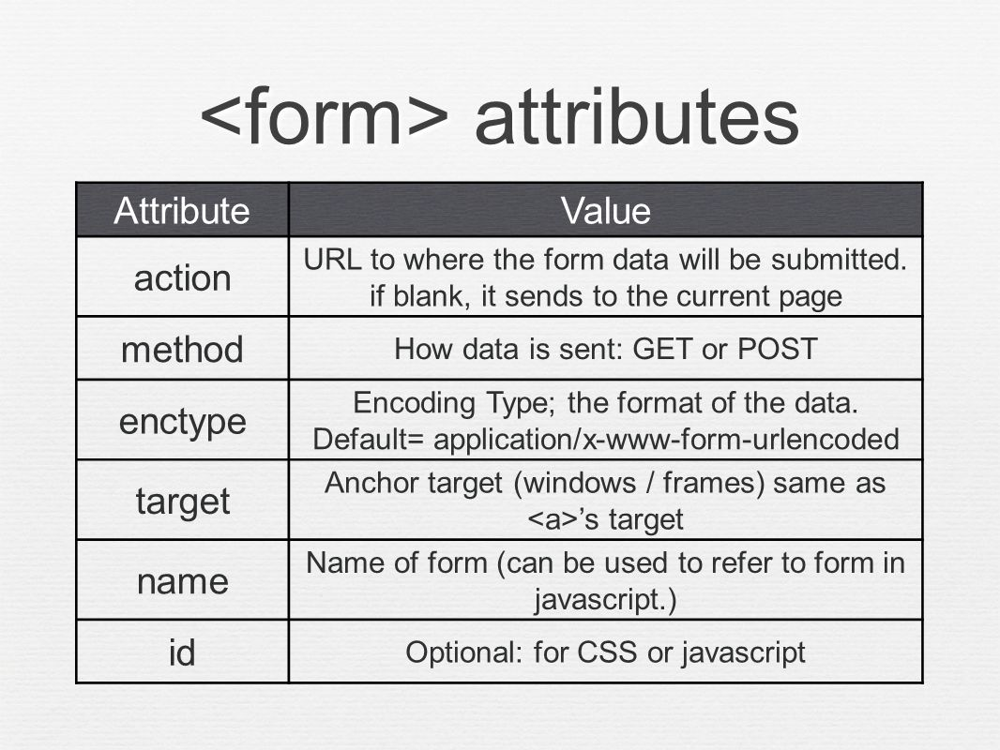 <form> attributes
Attribute Value
action
URL to where the form data will be submitted.
if blank, it sends to the current page
method How data is sent: GET or POST
enctype
Encoding Type; the format of the data.
Default= application/x-www-form-urlencoded
target
Anchor target (windows / frames) same as
<a>’s target
name
Name of form (can be used to refer to form in
javascript.)
id Optional: for CSS or javascript